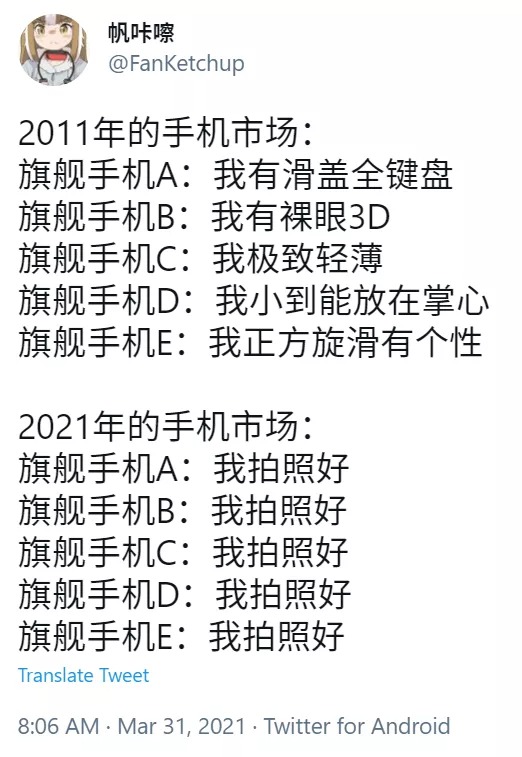 帆咔嚓
@FanKetchup
2011年的手机市场：
旗舰手机A：我有滑盖全键盘
旗舰手机B：我有裸眼3D
旗舰手机C：我极致轻薄
旗舰手机D：我小到能放在掌心
旗舰手机E：我正方旋滑有个性
2021年的手机市场：
旗舰手机A：我拍照好
旗舰手机B：我拍照好
旗舰手机C：我拍照好
旗舰手机D：我拍照好
旗舰手机E：我拍照好
Translate Tweet
8:06 AM · Mar 31, 2021 · Twitter for Android